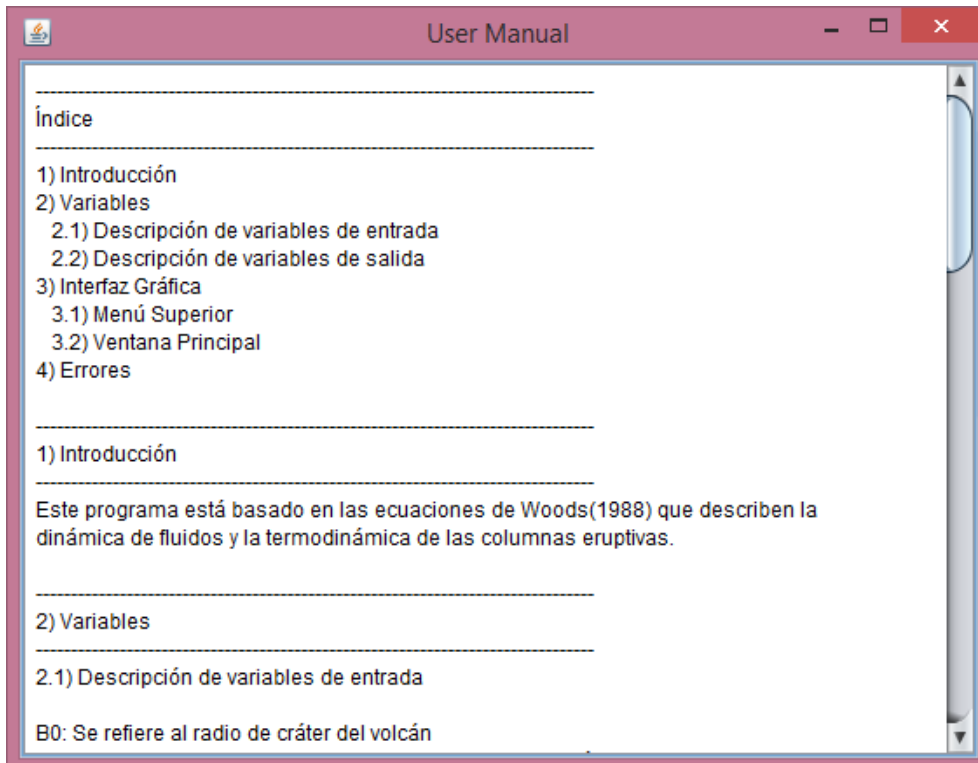 User Manual
--------------------------------------------------------------------------------
Índice
--------------------------------------------------------------------------------
1) Introducción
2) Variables
2.1) Descripción de variables de entrada
2.2) Descripción de variables de salida
3) Interfaz Gráfica
3.1) Menú Superior
3.2) Ventana Principal
4) Errores
--------------------------------------------------------------------------------
1) Introducción
--------------------------------------------------------------------------------
Este programa está basado en las ecuaciones de Woods(1988) que describen la
dinámica de fluidos y la termodinámica de las columnas eruptivas.
--------------------------------------------------------------------------------
2) Variables
--------------------------------------------------------------------------------
2.1) Descripción de variables de entrada
B0: Se refiere al radio de cráter del volcán